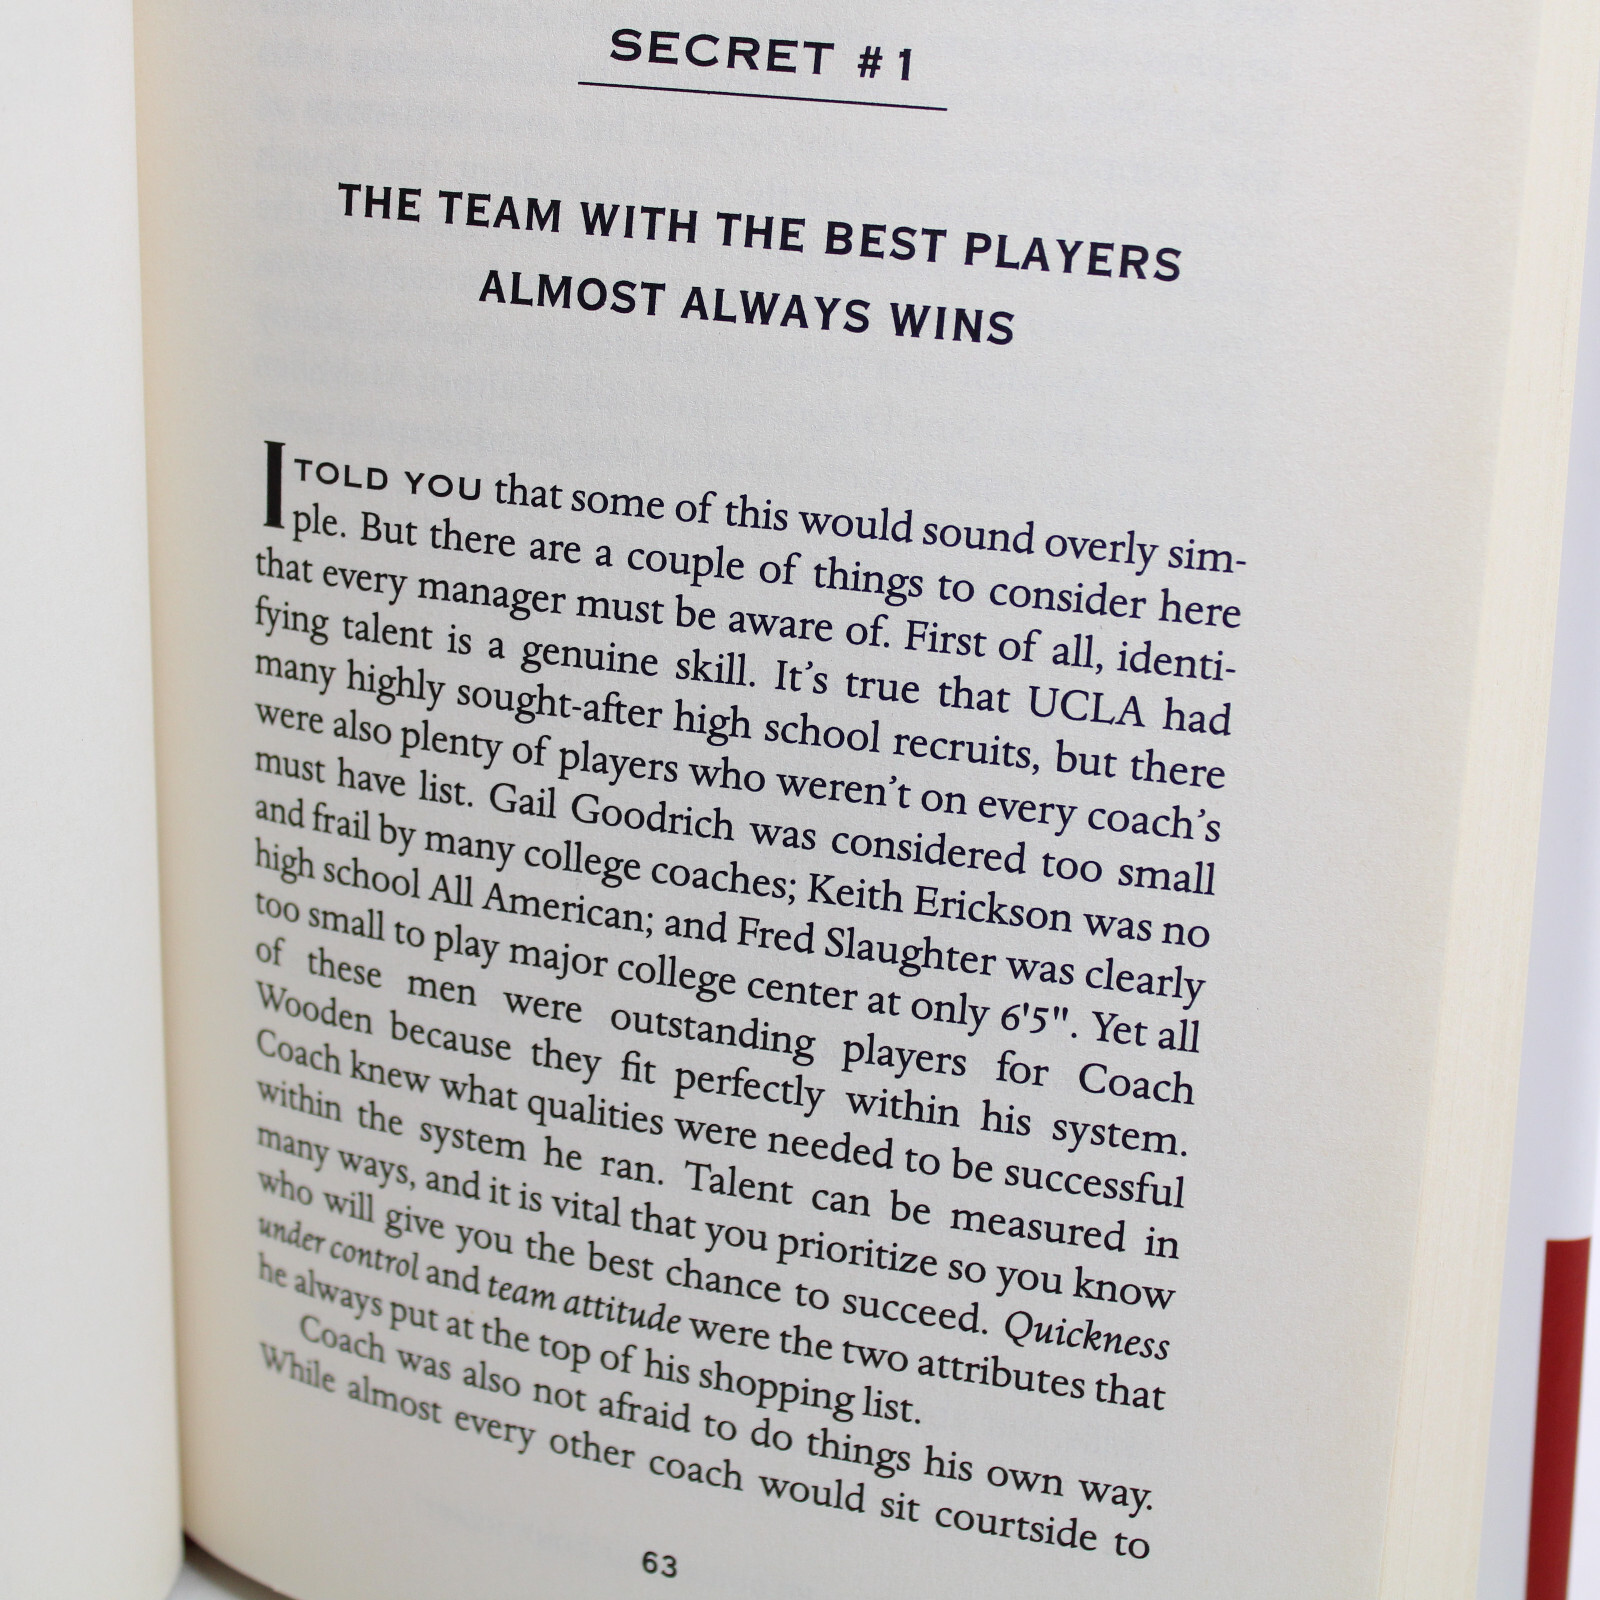 SECRET #1
THE TEAM WITH THE BEST PLAYERS
ALMOST ALWAYS WINS
I TOLD YOU that some of this would sound overly sim-
ple. But there are a couple of things to consider here
that every manager must be aware of. First of all, identi-
fying talent is a genuine skill. It's true that UCLA had
many highly sought-after high school recruits, but there
were also plenty of players who weren't on every coach's
must have list. Gail Goodrich was considered too small
and frail by many college coaches; Keith Erickson was no
high school All American; and Fred Slaughter was clearly
too small to play major college center at only 6'5". Yet all
of these men were outstanding players for Coach
Wooden because they fit perfectly within his system.
Coach knew what qualities were needed to be successful
within the system he ran. Talent can be measured in
many ways, and it is vital that you prioritize so you know
who will give you the best chance to succeed. Quickness
under control and team attitude were the two attributes that
he always put at the top of his shopping list.
Coach was also not afraid to do things his own way.
While almost every other coach would sit courtside to
63